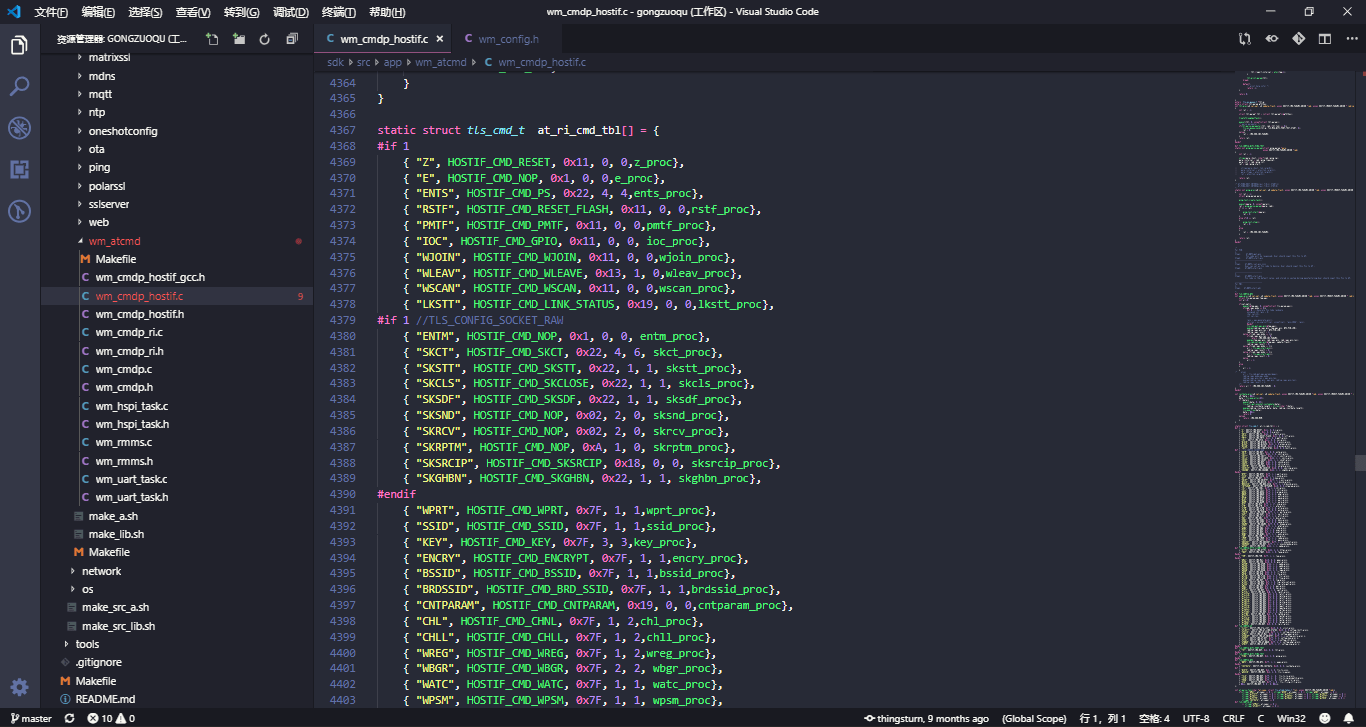 文件(F) 编辑(E) 选择(S) 查看(V) 转到(G) 调试(D) 终端(T) 帮助(H)
wm_cmdp_hostif.c - gongzuoqu (工作区) - Visual Studio Code
资源管理器: GONGZUOQU (工...
matrixssl
mdns
mqtt
ntp
oneshotconfig
ota
ping
polarssl
sslserver
web
wm_atcmd
Makefile
wm_cmdp_hostif_gcc.h
wm_cmdp_hostif.c 9
wm_cmdp_hostif.h
wm_cmdp_ri.c
wm_cmdp_ri.h
wm_cmdp.c
wm_cmdp.h
wm_hspi_task.c
wm_hspi_task.h
wm_rmms.c
wm_rmms.h
wm_uart_task.c
wm_uart_task.h
make_a.sh
make_lib.sh
Makefile
network
os
make_src_a.sh
make_src_lib.sh
tools
.gitignore
Makefile
README.md
wm_cmdp_hostif.c × wm_config.h
sdk ▸ src ▸ app ▸ wm_atcmd ▸ C wm_cmdp_hostif.c
4364 }
4365 }
4366
4367 static struct tls_cmd_t  at_ri_cmd_tbl[] = {
4368 #if 1
4369 { "Z", HOSTIF_CMD_RESET, 0x11, 0, 0,z_proc},
4370 { "E", HOSTIF_CMD_NOP, 0x1, 0, 0,e_proc},
4371 { "ENTS", HOSTIF_CMD_PS, 0x22, 4, 4,ents_proc},
4372 { "RSTF", HOSTIF_CMD_RESET_FLASH, 0x11, 0, 0,rstf_proc},
4373 { "PMTF", HOSTIF_CMD_PMTF, 0x11, 0, 0,pmtf_proc},
4374 { "IOC", HOSTIF_CMD_GPIO, 0x11, 0, 0, ioc_proc},
4375 { "WJOIN", HOSTIF_CMD_WJOIN, 0x11, 0, 0,wjoin_proc},
4376 { "WLEAV", HOSTIF_CMD_WLEAVE, 0x13, 1, 0,wleav_proc},
4377 { "WSCAN", HOSTIF_CMD_WSCAN, 0x11, 0, 0,wscan_proc},
4378 { "LKSTT", HOSTIF_CMD_LINK_STATUS, 0x19, 0, 0,lkstt_proc},
4379 #if 1 //TLS_CONFIG_SOCKET_RAW
4380 { "ENTM", HOSTIF_CMD_NOP, 0x1, 0, 0, entm_proc},
4381 { "SKCT", HOSTIF_CMD_SKCT, 0x22, 4, 6, skct_proc},
4382 { "SKSTT", HOSTIF_CMD_SKSTT, 0x22, 1, 1, skstt_proc},
4383 { "SKCLS", HOSTIF_CMD_SKCLOSE, 0x22, 1, 1, skcls_proc},
4384 { "SKSDF", HOSTIF_CMD_SKSDF, 0x22, 1, 1, sksdf_proc},
4385 { "SKSND", HOSTIF_CMD_NOP, 0x02, 2, 0, sksnd_proc},
4386 { "SKRCV", HOSTIF_CMD_NOP, 0x02, 2, 0, skrcv_proc},
4387 { "SKRPTM", HOSTIF_CMD_NOP, 0xA, 1, 0, skrptm_proc},
4388 { "SKSRCIP", HOSTIF_CMD_SKSRCIP, 0x18, 0, 0, sksrcip_proc},
4389 { "SKGHBN", HOSTIF_CMD_SKGHBN, 0x22, 1, 1, skghbn_proc},
4390 #endif
4391 { "WPRT", HOSTIF_CMD_WPRT, 0x7F, 1, 1,wprt_proc},
4392 { "SSID", HOSTIF_CMD_SSID, 0x7F, 1, 1,ssid_proc},
4393 { "KEY", HOSTIF_CMD_KEY, 0x7F, 3, 3,key_proc},
4394 { "ENCRY", HOSTIF_CMD_ENCRYPT, 0x7F, 1, 1,encry_proc},
4395 { "BSSID", HOSTIF_CMD_BSSID, 0x7F, 1, 1,bssid_proc},
4396 { "BRDSSID", HOSTIF_CMD_BRD_SSID, 0x7F, 1, 1,brdssid_proc},
4397 { "CNTPARAM", HOSTIF_CMD_CNTPARAM, 0x19, 0, 0,cntparam_proc},
4398 { "CHL", HOSTIF_CMD_CHNL, 0x7F, 1, 2,chl_proc},
4399 { "CHLL", HOSTIF_CMD_CHLL, 0x7F, 1, 2,chll_proc},
4400 { "WREG", HOSTIF_CMD_WREG, 0x7F, 1, 2,wreg_proc},
4401 { "WBGR", HOSTIF_CMD_WBGR, 0x7F, 2, 2, wbgr_proc},
4402 { "WATC", HOSTIF_CMD_WATC, 0x7F, 1, 1, watc_proc},
4403 { "WPSM", HOSTIF_CMD_WPSM, 0x7F, 1, 1, wpsm_proc},
master 10 0 thingsturn, 9 months ago (Global Scope) 行 1，列 1 空格: 4 UTF-8 CRLF C Win32